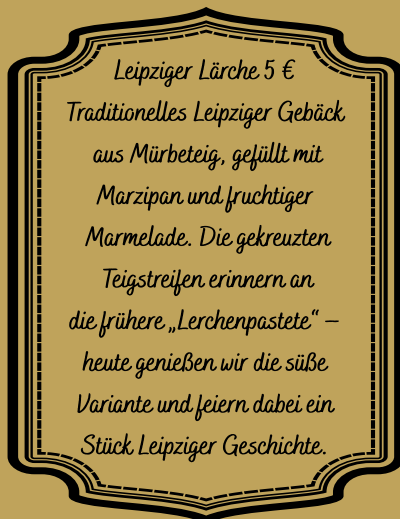 Leipziger Lärche 5 €
Traditionelles Leipziger Gebäck
aus Mürbeteig, gefüllt mit
Marzipan und fruchtiger
Marmelade. Die gekreuzten
Teigstreifen erinnern an
die frühere „Lerchenpastete“ –
heute genießen wir die süße
Variante und feiern dabei ein
Stück Leipziger Geschichte.